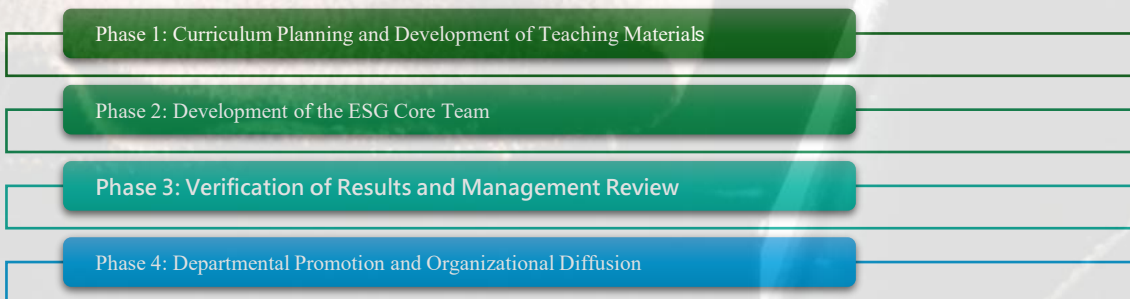 Phase 1: Curriculum Planning and Development of Teaching Materials
Phase 2: Development of the ESG Core Team
Phase 3: Verification of Results and Management Review
Phase 4: Departmental Promotion and Organizational Diffusion